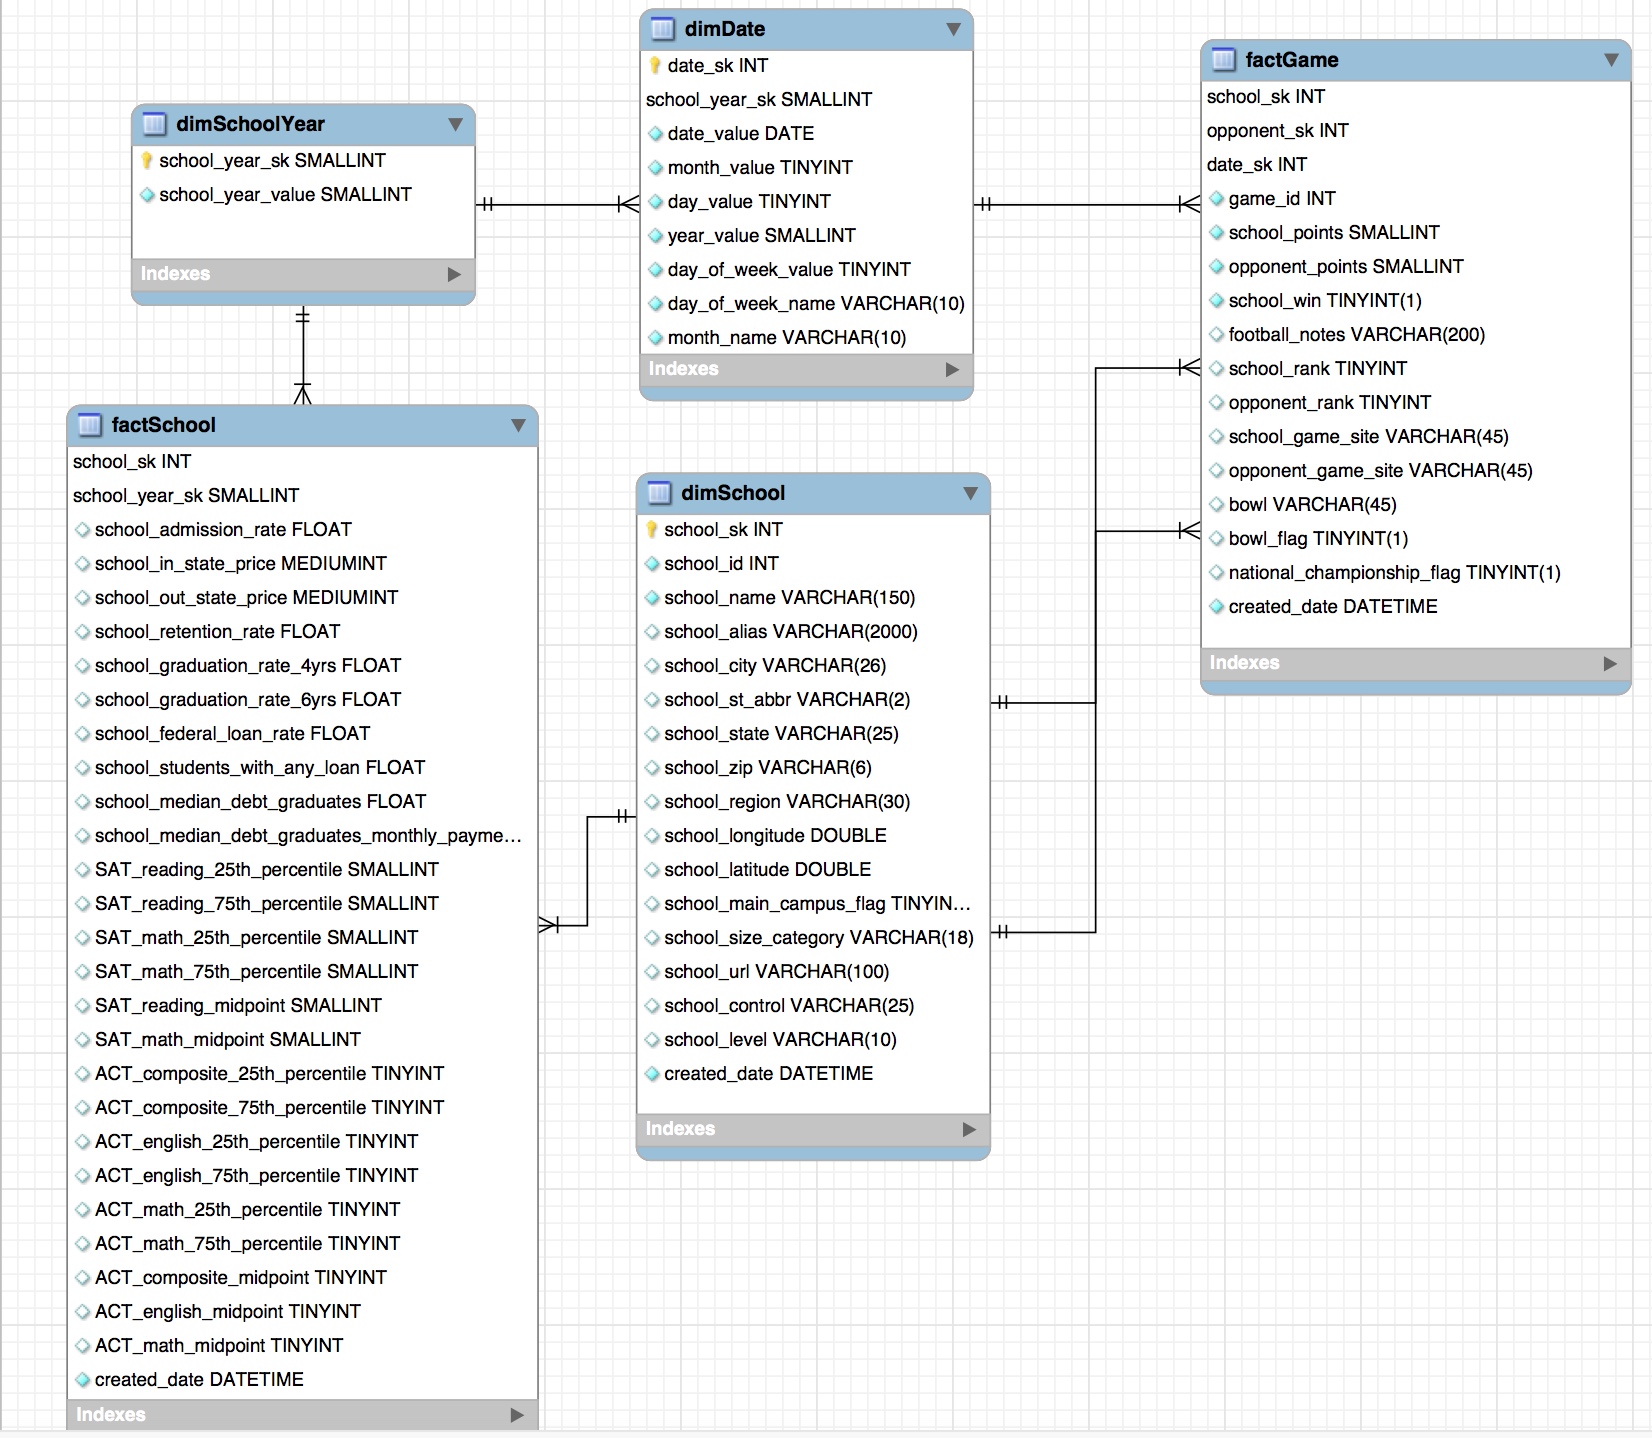 dimSchoolYear
school_year_sk SMALLINT
school_year_value SMALLINT
Indexes
dimDate
date_sk INT
school_year_sk SMALLINT
date_value DATE
month_value TINYINT
day_value TINYINT
year_value SMALLINT
day_of_week_value TINYINT
day_of_week_name VARCHAR(10)
month_name VARCHAR(10)
Indexes
factGame
school_sk INT
opponent_sk INT
date_sk INT
game_id INT
school_points SMALLINT
opponent_points SMALLINT
school_win TINYINT(1)
football_notes VARCHAR(200)
school_rank TINYINT
opponent_rank TINYINT
school_game_site VARCHAR(45)
opponent_game_site VARCHAR(45)
bowl VARCHAR(45)
bowl_flag TINYINT(1)
national_championship_flag TINYINT(1)
created_date DATETIME
Indexes
factSchool
school_sk INT
school_year_sk SMALLINT
school_admission_rate FLOAT
school_in_state_price MEDIUMINT
school_out_state_price MEDIUMINT
school_retention_rate FLOAT
school_graduation_rate_4yrs FLOAT
school_graduation_rate_6yrs FLOAT
school_federal_loan_rate FLOAT
school_students_with_any_loan FLOAT
school_median_debt_graduates FLOAT
school_median_debt_graduates_monthly_payme...
SAT_reading_25th_percentile SMALLINT
SAT_reading_75th_percentile SMALLINT
SAT_math_25th_percentile SMALLINT
SAT_math_75th_percentile SMALLINT
SAT_reading_midpoint SMALLINT
SAT_math_midpoint SMALLINT
ACT_composite_25th_percentile TINYINT
ACT_composite_75th_percentile TINYINT
ACT_english_25th_percentile TINYINT
ACT_english_75th_percentile TINYINT
ACT_math_25th_percentile TINYINT
ACT_math_75th_percentile TINYINT
ACT_composite_midpoint TINYINT
ACT_english_midpoint TINYINT
ACT_math_midpoint TINYINT
created_date DATETIME
Indexes
dimSchool
school_sk INT
school_id INT
school_name VARCHAR(150)
school_alias VARCHAR(2000)
school_city VARCHAR(26)
school_st_abbr VARCHAR(2)
school_state VARCHAR(25)
school_zip VARCHAR(6)
school_region VARCHAR(30)
school_longitude DOUBLE
school_latitude DOUBLE
school_main_campus_flag TINYIN...
school_size_category VARCHAR(18)
school_url VARCHAR(100)
school_control VARCHAR(25)
school_level VARCHAR(10)
created_date DATETIME
Indexes